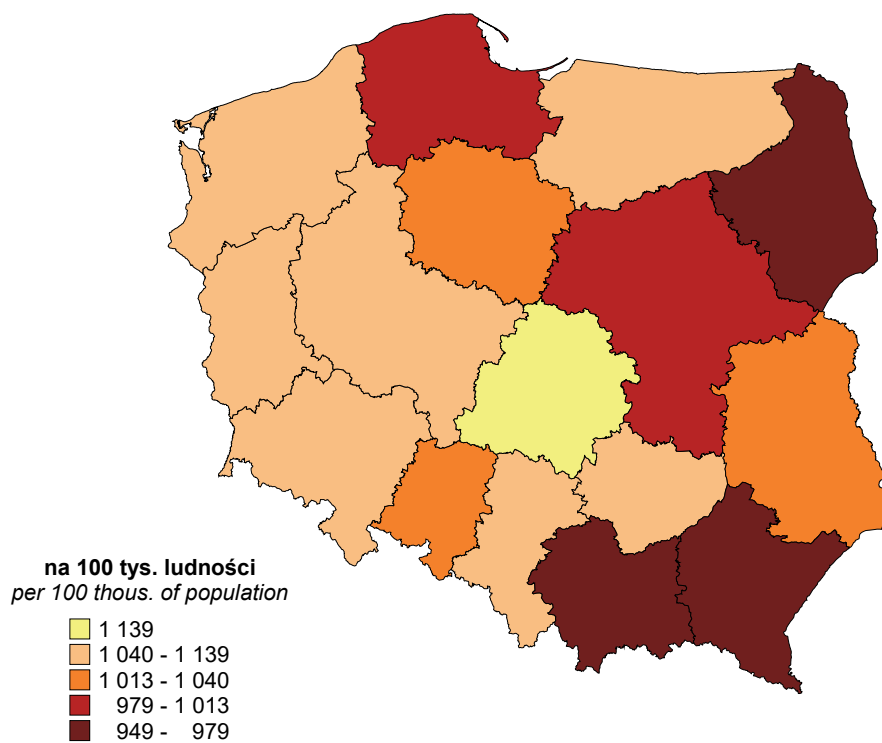 na 100 tys. ludności
per 100 thous. of population
1 139
1 040 - 1 139
1 013 - 1 040
979 - 1 013
949 - 979